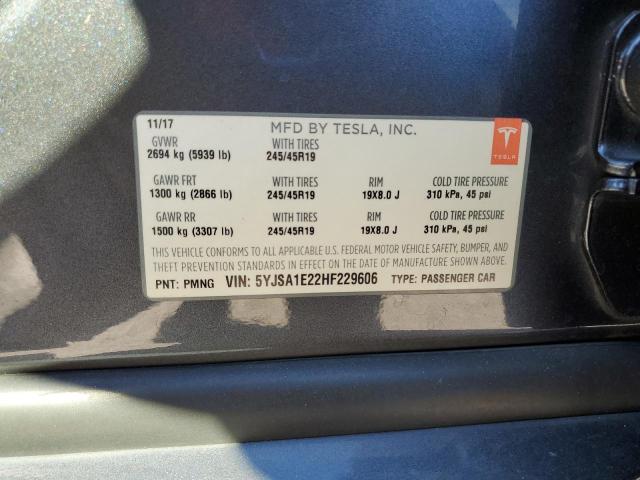 11/17
MFD BY TESLA, INC.
GVWR WITH TIRES
2694 kg (5939 lb) 245/45R19
TESLA
GAWR FRT WITH TIRES RIM COLD TIRE PRESSURE
1300 kg (2866 lb) 245/45R19 19X8.0 J 310 kPa, 45 psi
GAWR RR WITH TIRES RIM COLD TIRE PRESSURE
1500 kg (3307 lb) 245/45R19 19X8.0 J 310 kPa, 45 psi
THIS VEHICLE CONFORMS TO ALL APPLICABLE U.S. FEDERAL MOTOR VEHICLE SAFETY, BUMPER, AND
THEFT PREVENTION STANDARDS IN EFFECT ON THE DATE OF MANUFACTURE SHOWN ABOVE.
PNT: PMNG VIN: 5YJSA1E22HF229606 TYPE: PASSENGER CAR